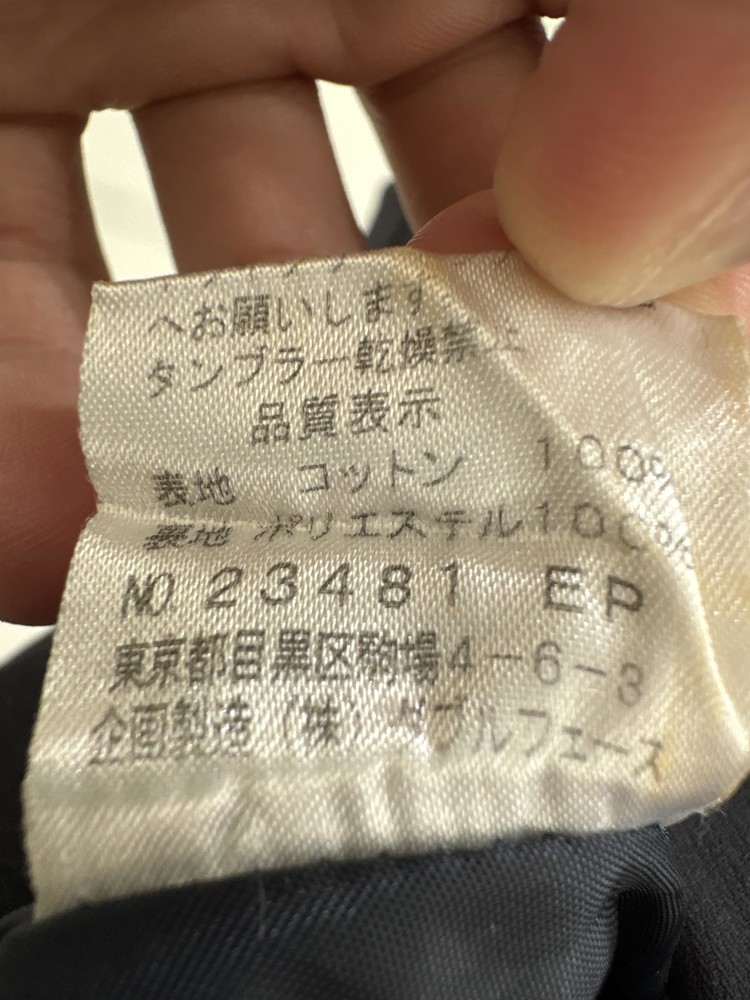 へお願いします
タンブラー乾燥禁止
品質表示
表地 コットン 100%
裏地 ポリエステル100%
NO. 23481 EP
東京都目黒区駒場4-6-3
企画製造(株)ダブルフェース